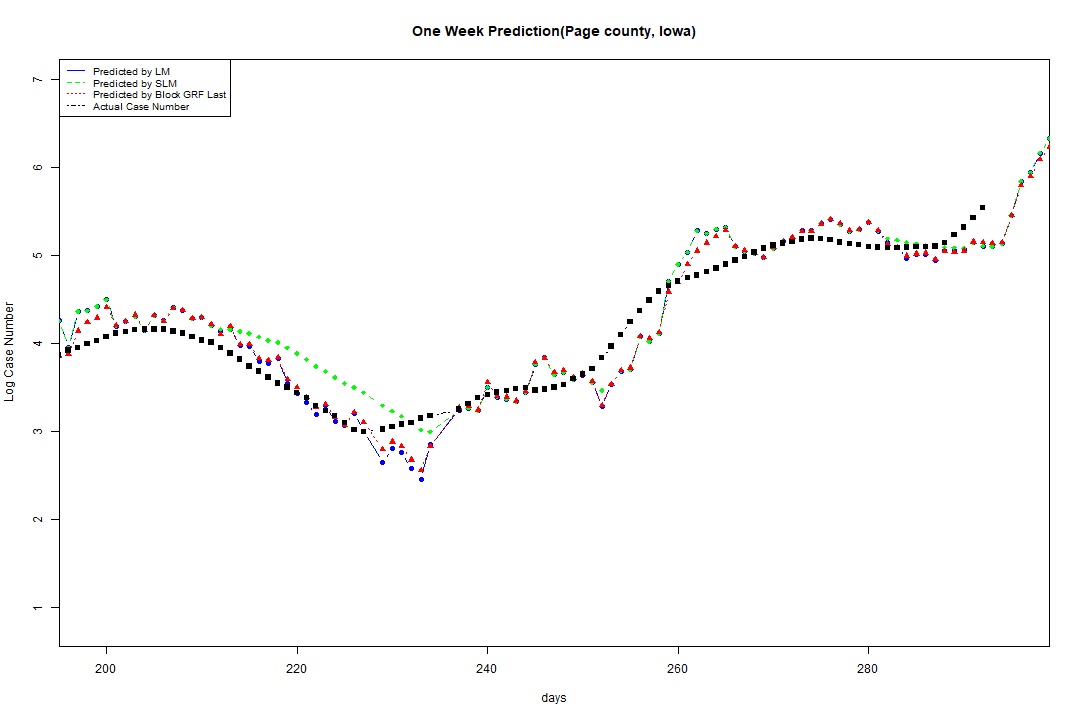 One Week Prediction(Page county, Iowa)
Predicted by LM
Predicted by SLM
Predicted by Block GRF Last
Actual Case Number
7
6
5
4
3
2
1
Log Case Number
200 220 240 260 280
days